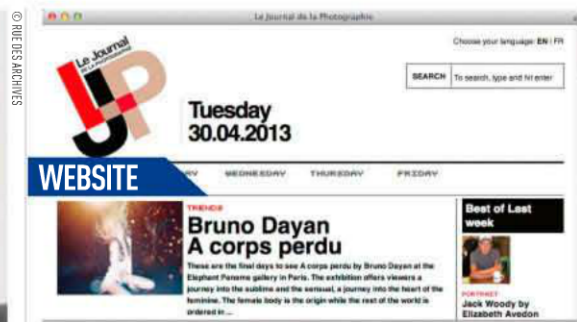 © RUE DES ARCHIVES
Le Journal de la Photographie
Choose your language: EN | FR
Le Journal
DE LA PHOTOGRAPHIE
SEARCH To search, type and hit enter
Tuesday
30.04.2013
WEBSITE
WEDNESDAY THURSDAY FRIDAY
TRENDS
Bruno Dayan
A corps perdu
These are the final days to see A corps perdu by Bruno Dayan at the
Elephant Paname gallery in Paris. The exhibition offers viewers a
journey into the sublime and the sensual, a journey into the heart of the
feminine. The female body is the origin while the rest of the world is
ordered in ...
Best of Last
week
PORTRAIT
Jack Woody by
Elizabeth Avedon